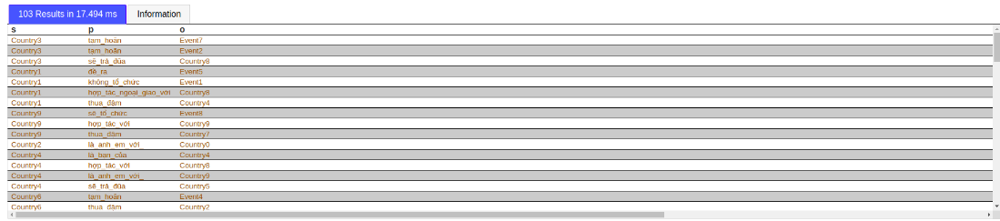 103 Results in 17.494 ms Information
s p o
Country3 tạm_hoãn Event7
Country3 tạm_hoãn Event2
Country3 sẽ_trả_đũa Country8
Country1 đề_ra Event5
Country1 không_tổ_chức Event1
Country1 hợp_tác_ngoại_giao_với Country8
Country1 thua_đậm Country4
Country9 sẽ_tổ_chức Event8
Country9 hợp_tác_với Country9
Country9 thua_đậm Country7
Country2 là_anh_em_với_ Country0
Country4 là_bạn_của Country4
Country4 hợp_tác_với Country8
Country4 là_anh_em_với_ Country9
Country4 sẽ_trả_đũa Country5
Country6 tạm_hoãn Event4
Country6 thua_đậm Country2